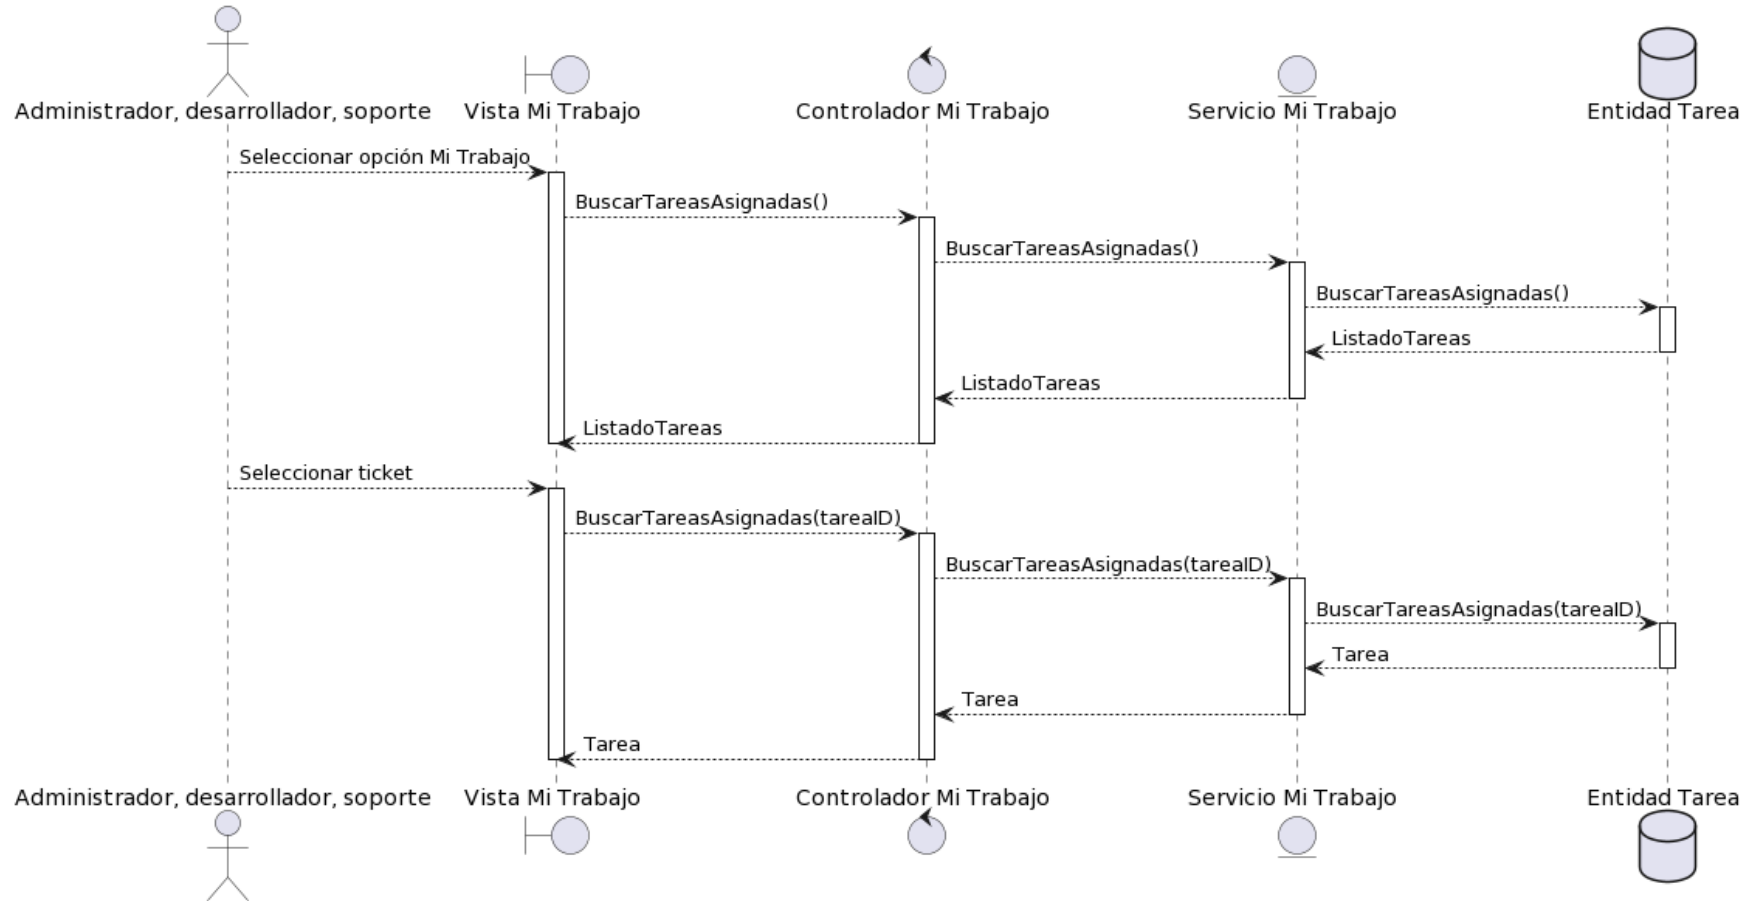 Administrador, desarrollador, soporte
Vista Mi Trabajo
Controlador Mi Trabajo
Servicio Mi Trabajo
Entidad Tarea
Seleccionar opción Mi Trabajo
BuscarTareasAsignadas()
BuscarTareasAsignadas()
BuscarTareasAsignadas()
ListadoTareas
ListadoTareas
ListadoTareas
Seleccionar ticket
BuscarTareasAsignadas(tareaID)
BuscarTareasAsignadas(tareaID)
BuscarTareasAsignadas(tareaID)
Tarea
Tarea
Tarea
Administrador, desarrollador, soporte
Vista Mi Trabajo
Controlador Mi Trabajo
Servicio Mi Trabajo
Entidad Tarea